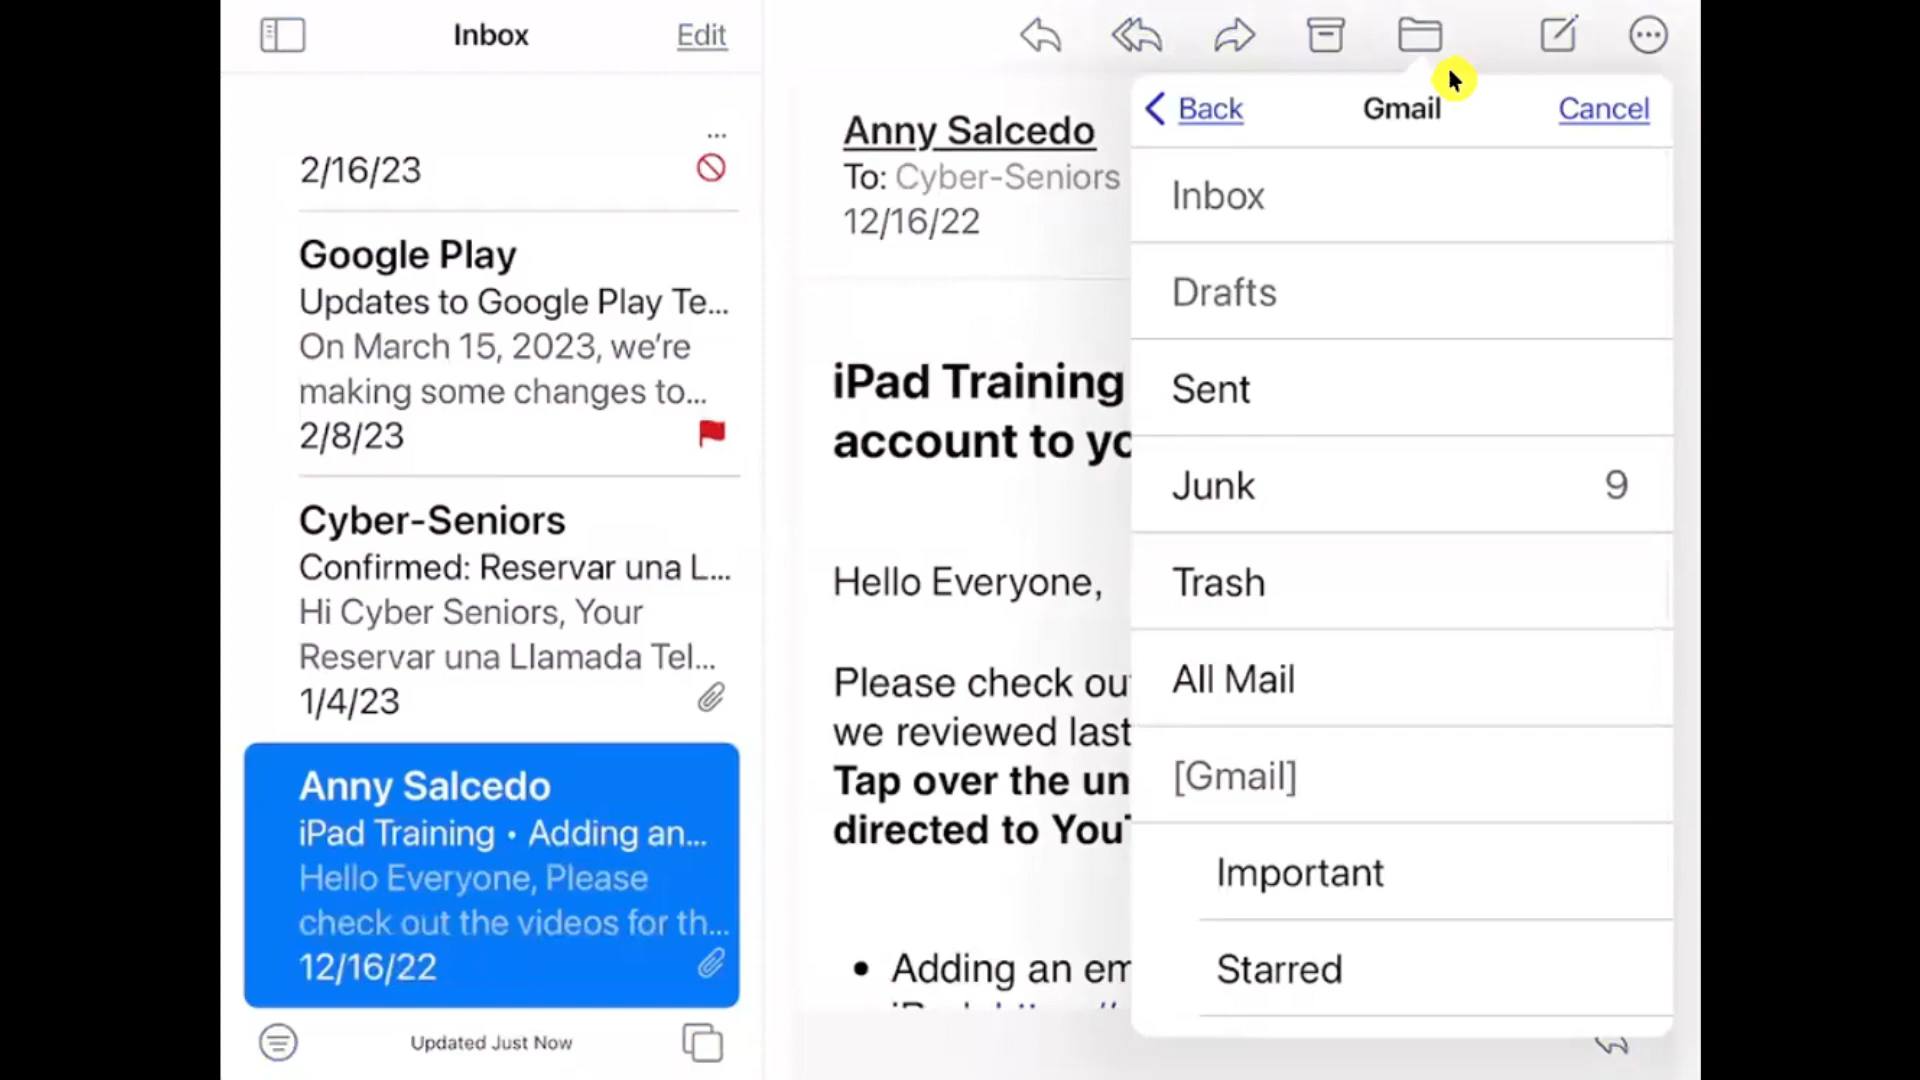 Inbox
Edit
...
2/16/23
Google Play
Updates to Google Play Te...
On March 15, 2023, we're
making some changes to...
2/8/23
Cyber-Seniors
Confirmed: Reservar una L...
Hi Cyber Seniors, Your
Reservar una Llamada Tel...
1/4/23
Anny Salcedo
iPad Training • Adding an...
Hello Everyone, Please
check out the videos for th...
12/16/22
Updated Just Now
Anny Salcedo
To: Cyber-Seniors
12/16/22
iPad Training
account to yo
Hello Everyone,
Please check ou
we reviewed last
Tap over the un
directed to You
• Adding an em
Back
Gmail
Cancel
Inbox
Drafts
Sent
Junk 9
Trash
All Mail
[Gmail]
Important
Starred